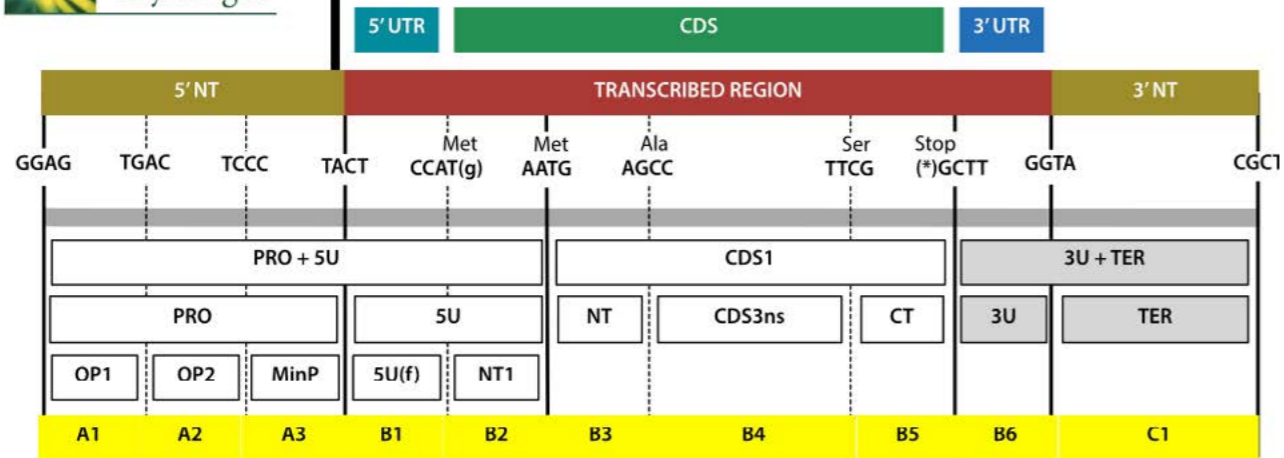 5' UTR CDS 3' UTR
5' NT TRANSCRIBED REGION 3' NT
Met Met Ala Ser Stop
GGAG TGAC TCCC TACT CCAT(g) AATG AGCC TTCG (*)GCTT GGTA CGCT
PRO + 5U CDS1 3U + TER
PRO 5U NT CDS3ns CT 3U TER
OP1 OP2 MinP 5U(f) NT1
A1 A2 A3 B1 B2 B3 B4 B5 B6 C1